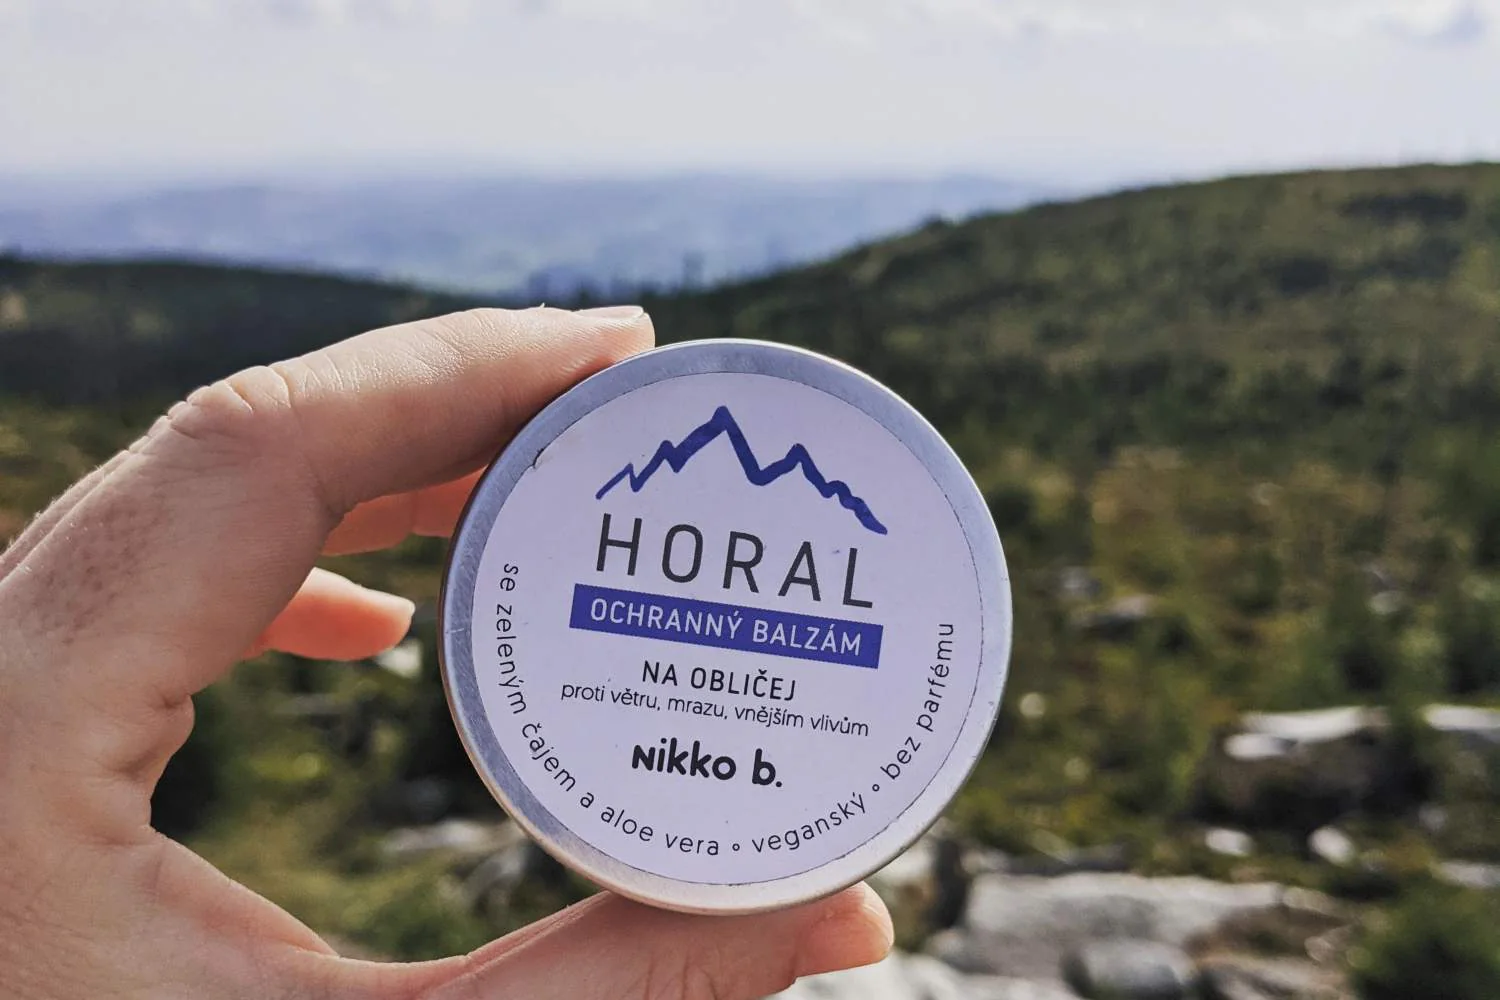 HORAL
OCHRANNÝ BALZÁM
NA OBLIČEJ
proti větru, mrazu, vnějším vlivům
Nikko b.
se zeleným čajem a aloe vera ∘ veganský ∘ bez parfému